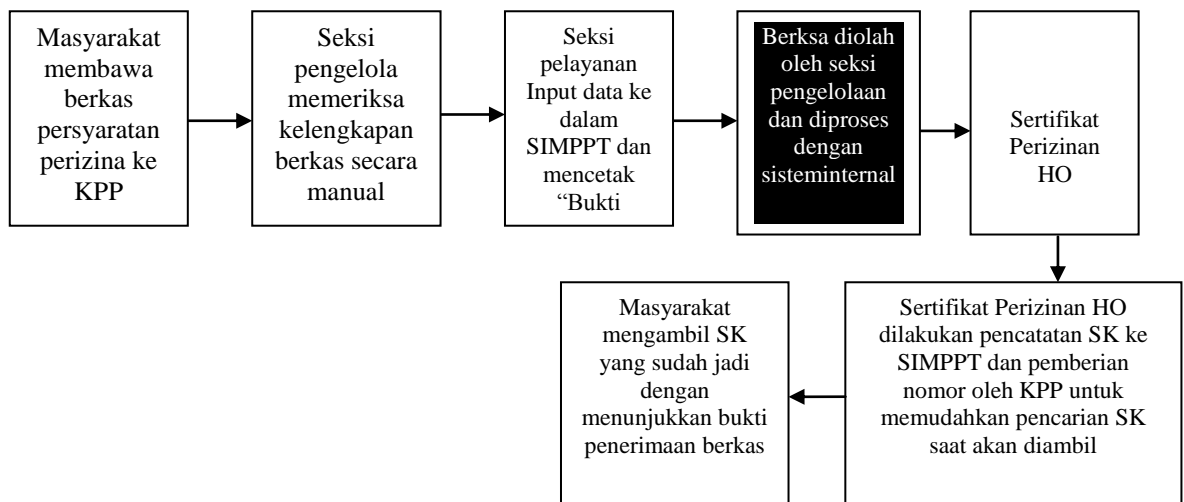 Masyarakat
membawa
berkas
persyaratan
perizina ke
KPP
Seksi
pengelola
memeriksa
kelengkapan
berkas secara
manual
Seksi
pelayanan
Input data ke
dalam
SIMPPT dan
mencetak
“Bukti
Berksa diolah
oleh seksi
pengelolaan
dan diproses
dengan
sisteminternal
Sertifikat
Perizinan
HO
Masyarakat
mengambil SK
yang sudah jadi
dengan
menunjukkan bukti
penerimaan berkas
Sertifikat Perizinan HO
dilakukan pencatatan SK ke
SIMPPT dan pemberian
nomor oleh KPP untuk
memudahkan pencarian SK
saat akan diambil